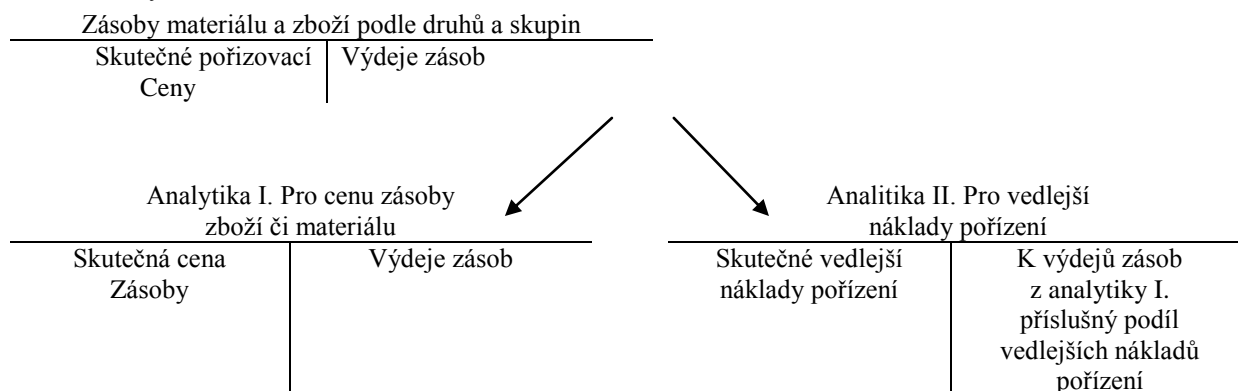 Zásoby materiálu a zboží podle druhů a skupin
Skutečné pořizovací
Ceny
Výdeje zásob
Analytika I. Pro cenu zásoby
zboží či materiálu
Skutečná cena
Zásoby
Výdeje zásob
Analitika II. Pro vedlejší
náklady pořízení
Skutečné vedlejší
náklady pořízení
K výdejů zásob
z analytiky I.
příslušný podíl
vedlejších nákladů
pořízení